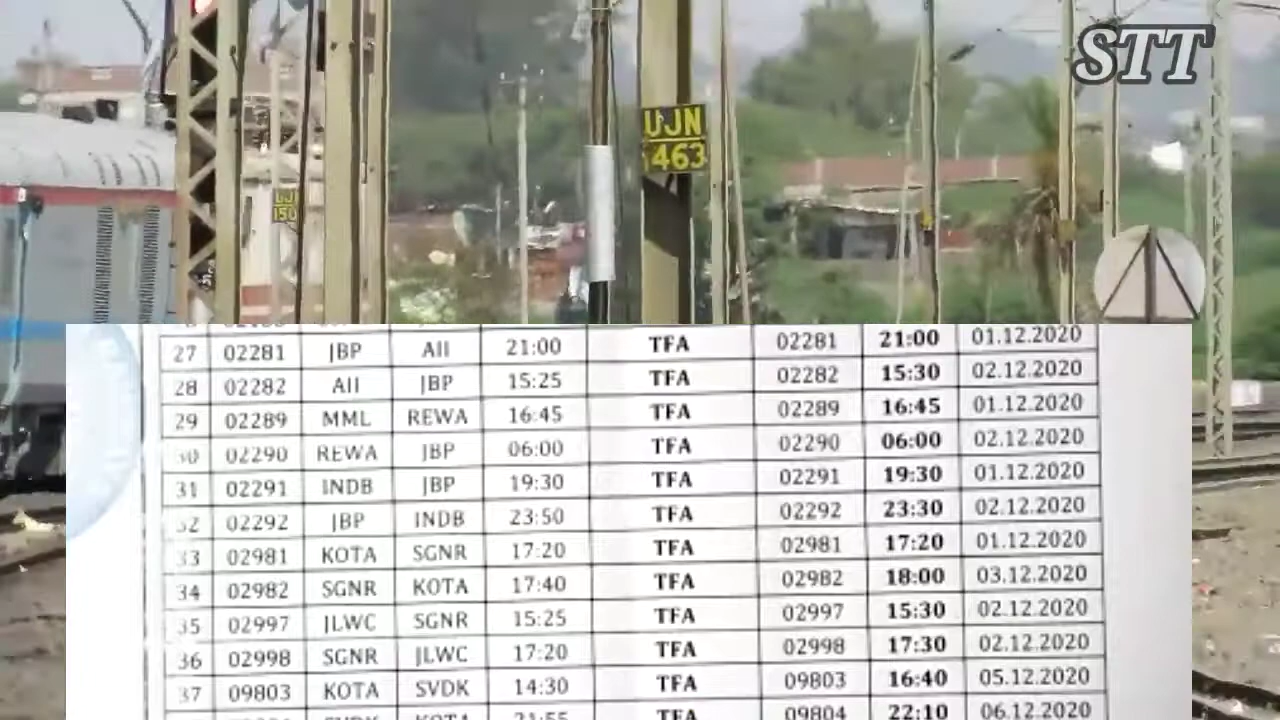 STT
UJN
1463
UJ
150
27 02281 JBP AII 21:00 TFA 02281 21:00 01.12.2020
28 02282 AII JBP 15:25 TFA 02282 15:30 02.12.2020
29 02289 MML REWA 16:45 TFA 02289 16:45 01.12.2020
30 02290 REWA JBP 06:00 TFA 02290 06:00 02.12.2020
31 02291 INDB JBP 19:30 TFA 02291 19:30 01.12.2020
32 02292 JBP INDB 23:50 TFA 02292 23:30 02.12.2020
33 02981 KOTA SGNR 17:20 TFA 02981 17:20 01.12.2020
34 02982 SGNR KOTA 17:40 TFA 02982 18:00 03.12.2020
35 02997 JLWC SGNR 15:25 TFA 02997 15:30 02.12.2020
36 02998 SGNR JLWC 17:20 TFA 02998 17:30 02.12.2020
37 09803 KOTA SVDK 14:30 TFA 09803 16:40 05.12.2020
SVDK KOTA 21:55 TFA 09804 22:10 06.12.2020